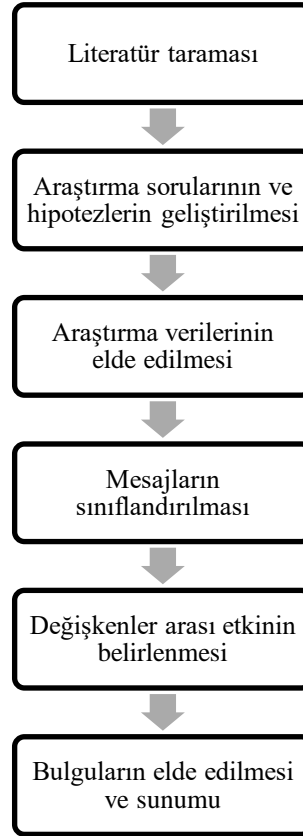 Literatür taraması
Araştırma sorularının ve
hipotezlerin geliştirilmesi
Araştırma verilerinin
elde edilmesi
Mesajların
sınıflandırılması
Değişkenler arası etkinin
belirlenmesi
Bulguların elde edilmesi
ve sunumu